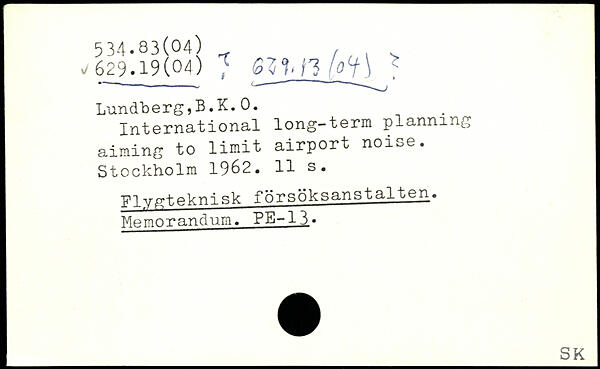 534.83(04)
✓629.19(04) ? 629.13(04) ?
Lundberg,B.K.O.
International long-term planning
aiming to limit airport noise.
Stockholm 1962. 11 s.
Flygteknisk försöksanstalten.
Memorandum. PE-13.
SK